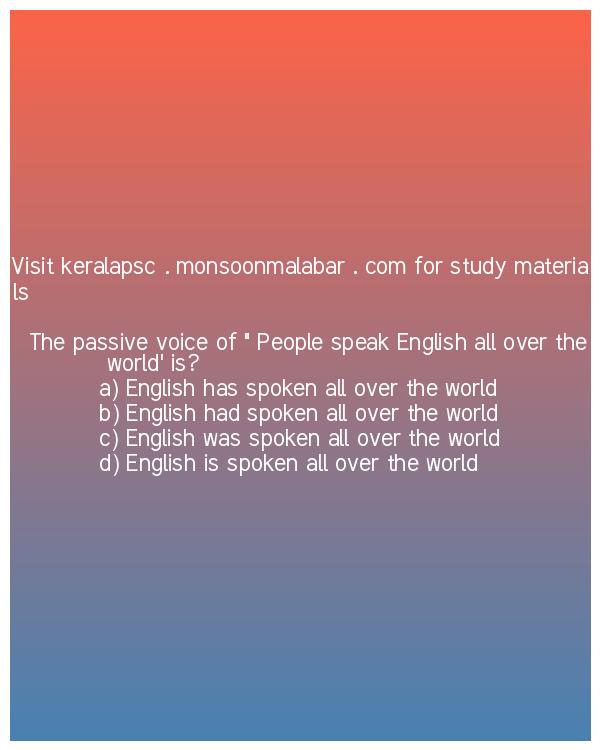 Visit keralapsc . monsoonmalabar . com for study materia
ls
The passive voice of " People speak English all over the
world' is?
a) English has spoken all over the world
b) English had spoken all over the world
c) English was spoken all over the world
d) English is spoken all over the world